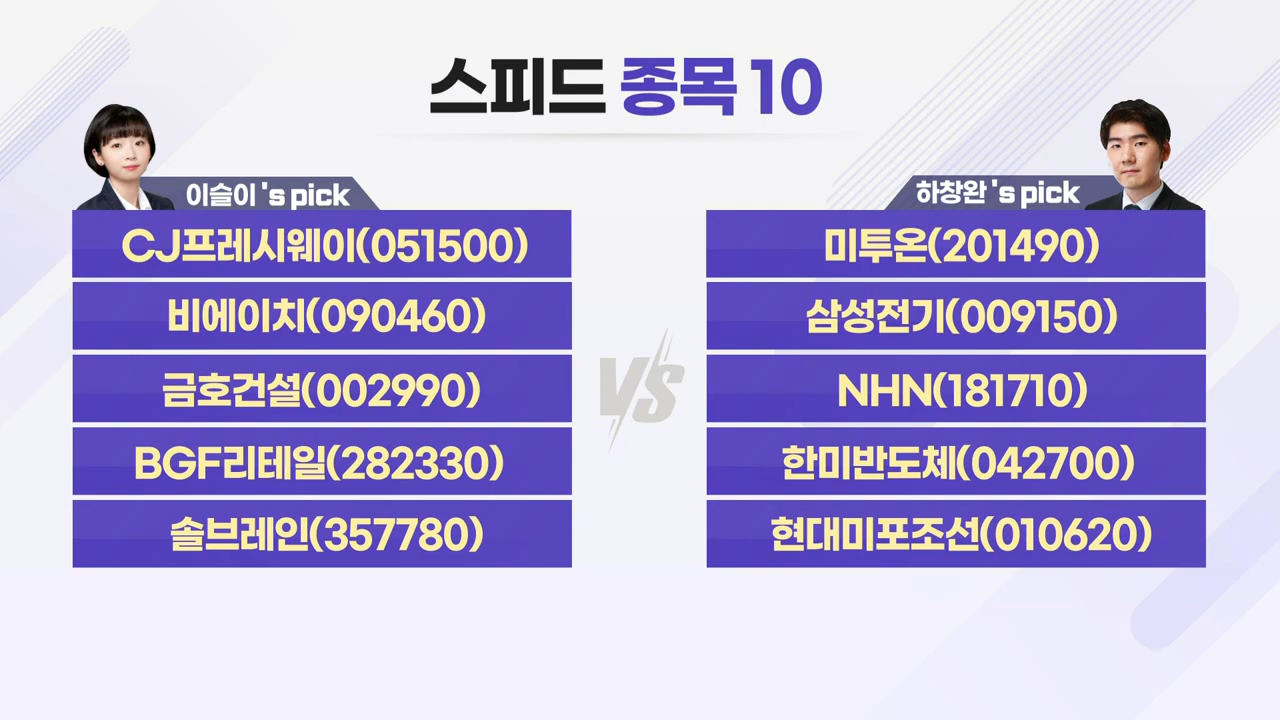 스피드 종목 10
이슬이 's pick
CJ프레시웨이(051500)
비에이치(090460)
금호건설(002990)
BGF리테일(282330)
솔브레인(357780)
VS
하창완 's pick
미투온(201490)
삼성전기(009150)
NHN(181710)
한미반도체(042700)
현대미포조선(010620)